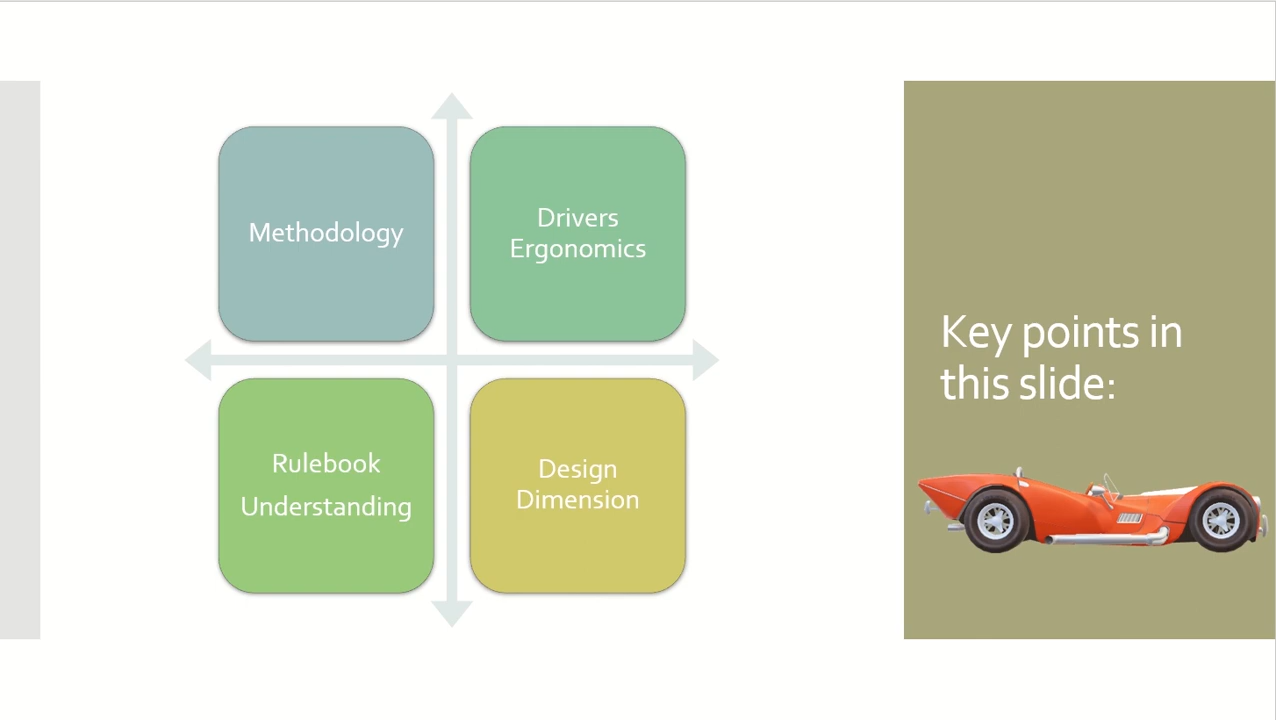 Methodology
Drivers
Ergonomics
Rulebook
Understanding
Design
Dimension
Key points in
this slide: